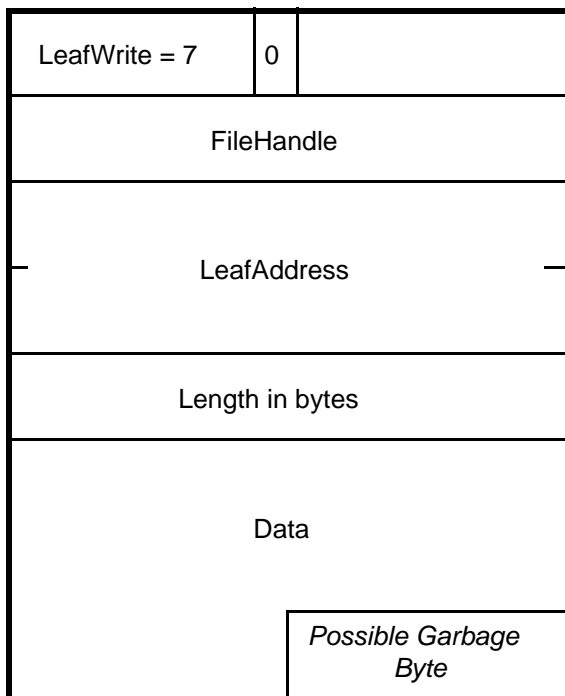 LeafWrite = 7 0
FileHandle
LeafAddress
Length in bytes
Data
Possible Garbage
Byte